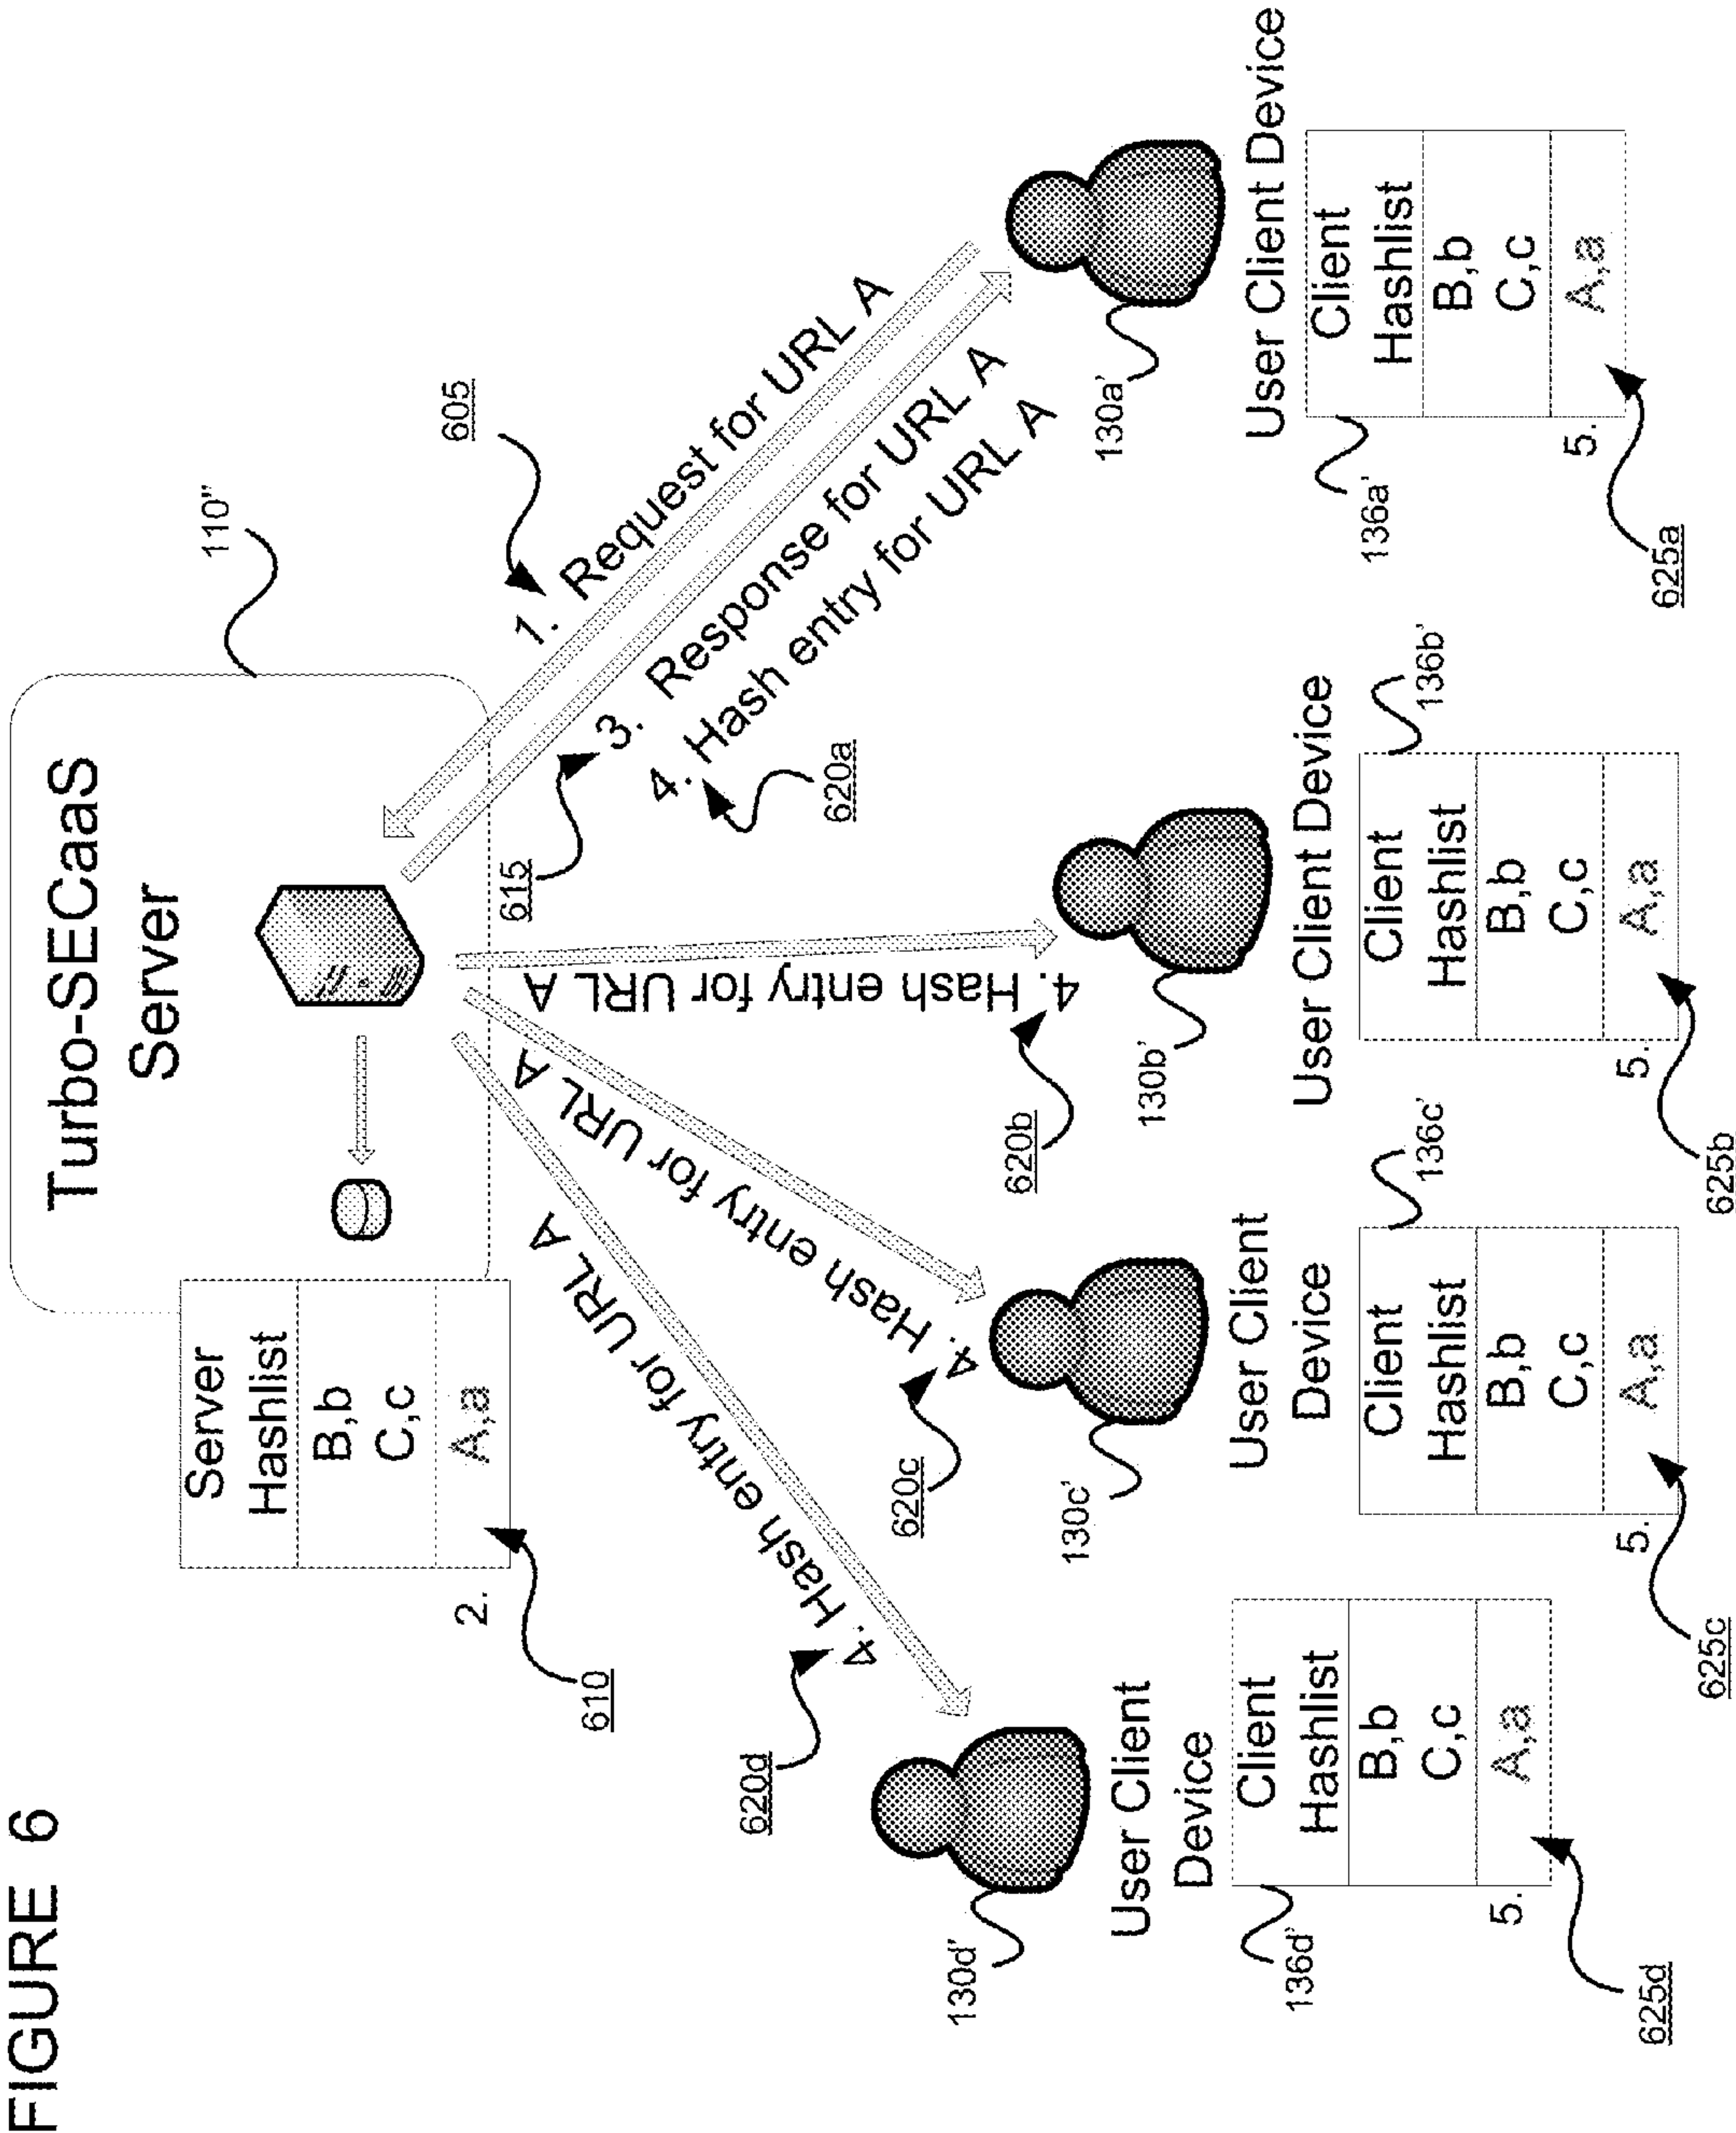 FIGURE 6
Turbo-SECaaS
Server
110"
Server
Hashlist
B,b
C,c
A,a
2.
610
605
1. Request for URL A
615
3. Response for URL A
4. Hash entry for URL A
620a
4. Hash entry for URL A
620b
4. Hash entry for URL A
620c
4. Hash entry for URL A
620d
130d'
User Client
Device
136d'
Client
Hashlist
B,b
C,c
A,a
5.
625d
130c'
User Client
Device
136c'
Client
Hashlist
B,b
C,c
A,a
5.
625c
130b'
User Client Device
136b'
Client
Hashlist
B,b
C,c
A,a
5.
625b
130a'
User Client Device
136a'
Client
Hashlist
B,b
C,c
A,a
5.
625a